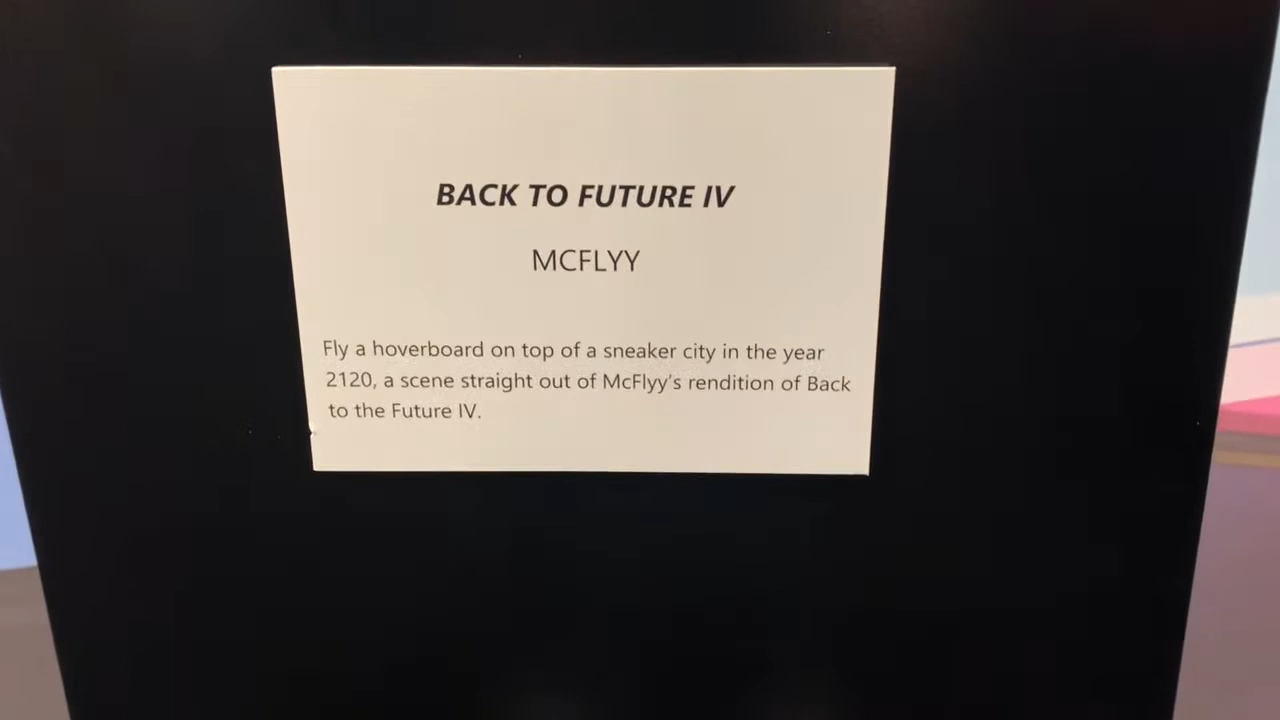 BACK TO FUTURE IV
MCFLYY
Fly a hoverboard on top of a sneaker city in the year
2120, a scene straight out of McFlyy's rendition of Back
to the Future IV.